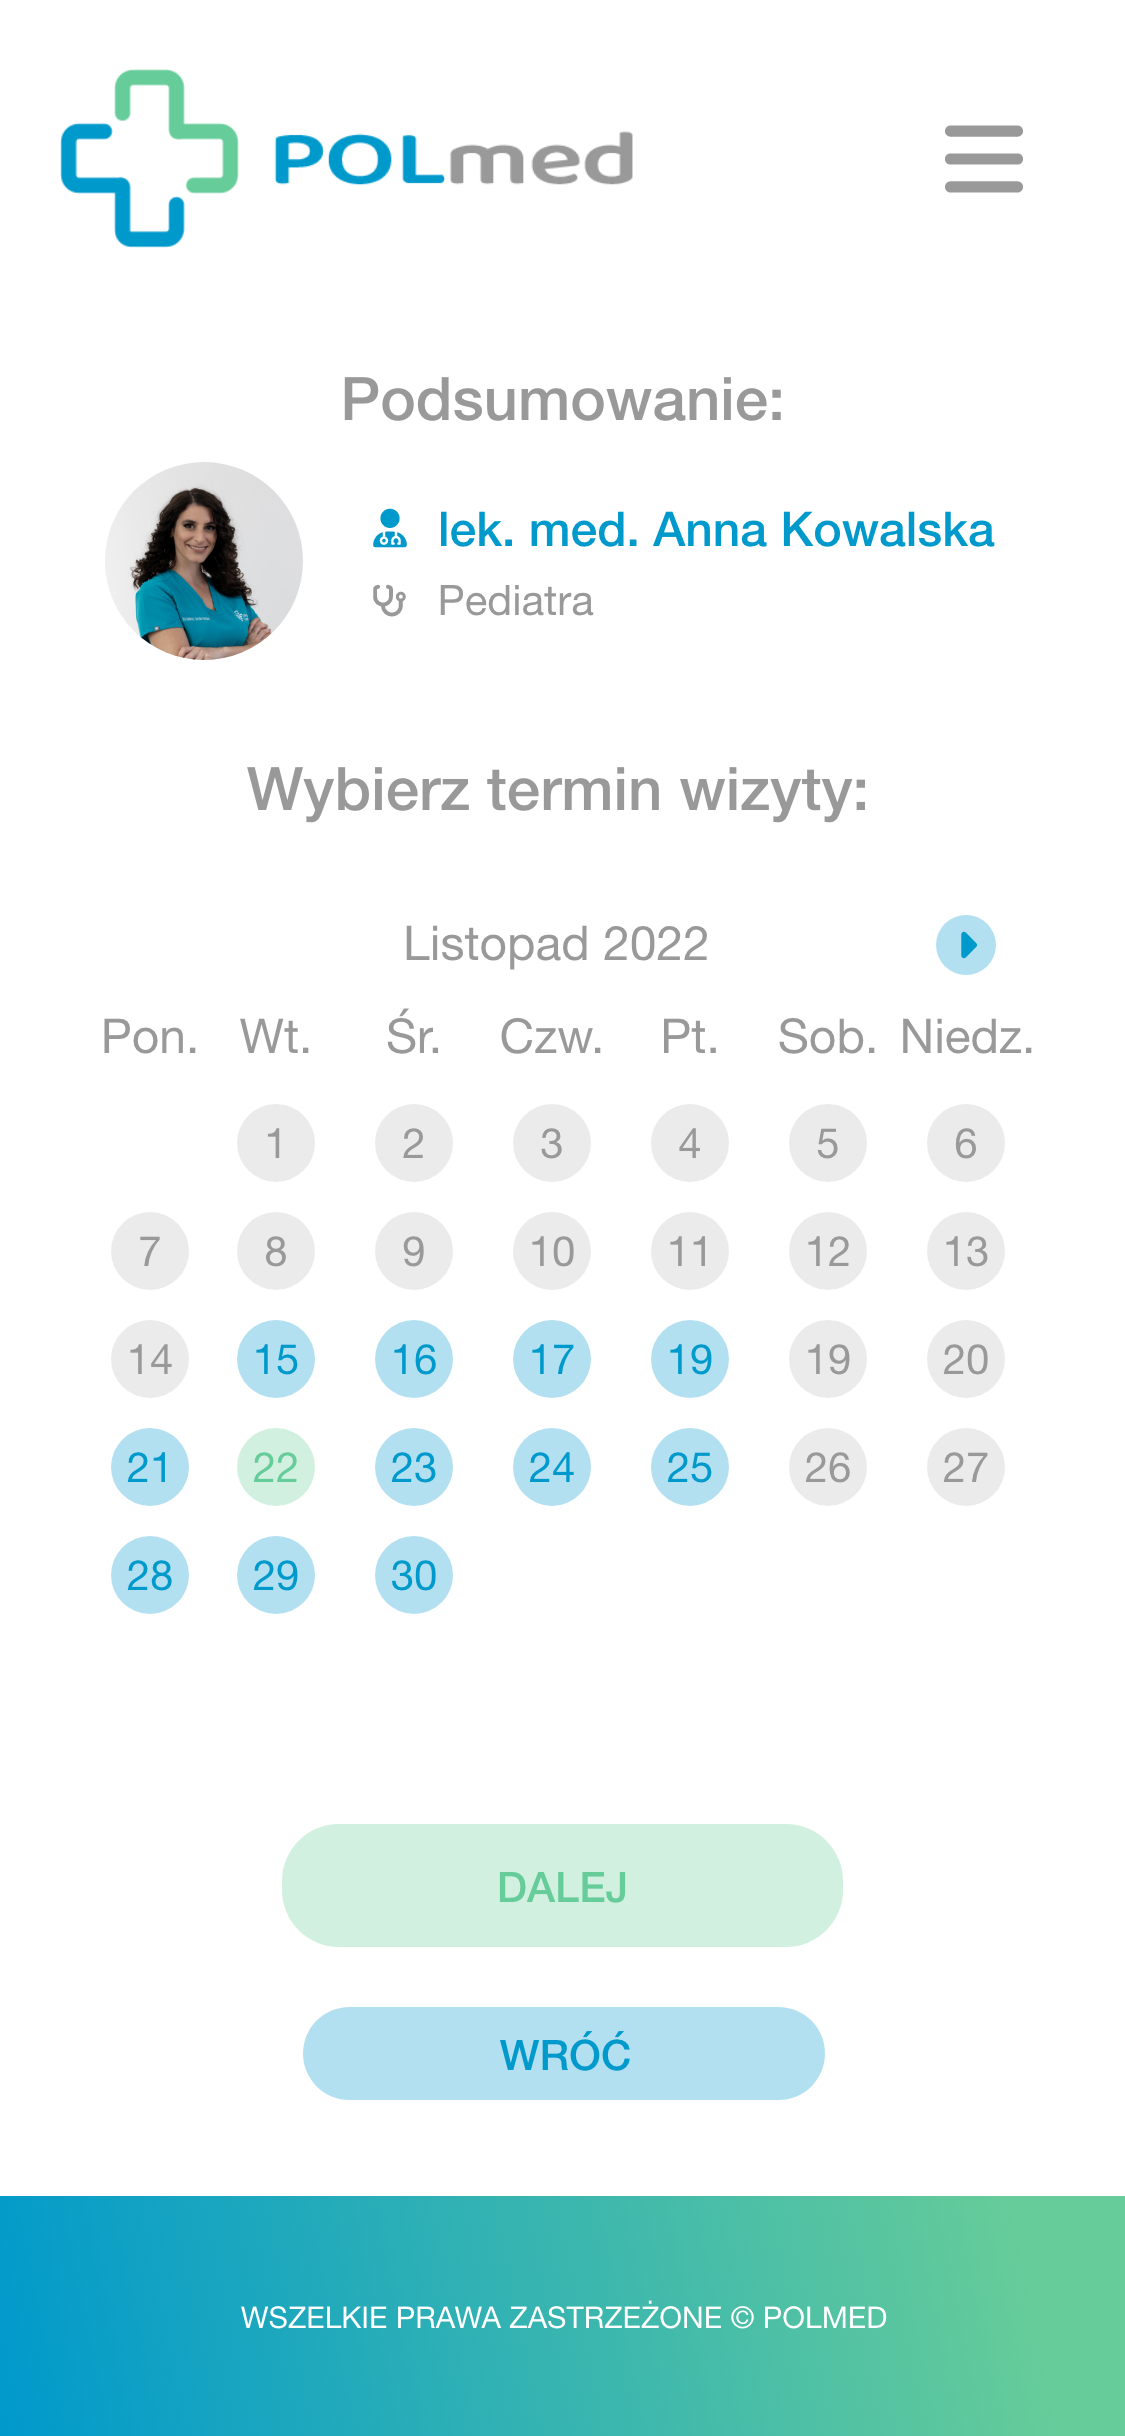 POLmed
Podsumowanie:
lek. med. Anna Kowalska
Pediatra
Wybierz termin wizyty:
Listopad 2022
Pon. Wt. Śr. Czw. Pt. Sob. Niedz.
1 2 3 4 5 6
7 8 9 10 11 12 13
14 15 16 17 19 19 20
21 22 23 24 25 26 27
28 29 30
DALEJ
WRÓĆ
WSZELKIE PRAWA ZASTRZEŻONE © POLMED